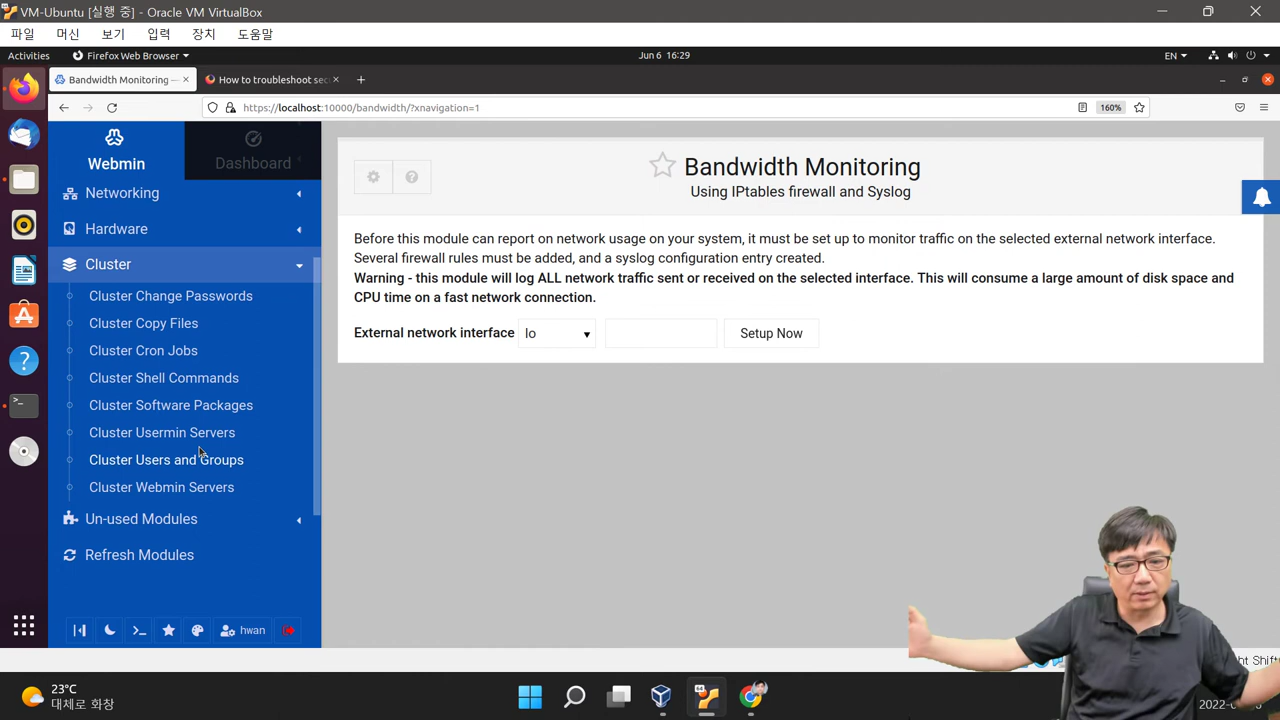 VM-Ubuntu [실행 중] - Oracle VM VirtualBox
파일 머신 보기 입력 장치 도움말
Activities Firefox Web Browser Jun 6 16:29 EN
Bandwidth Monitoring — How to troubleshoot sec
https://localhost:10000/bandwidth/?xnavigation=1 160%
Webmin
Dashboard
Networking
Hardware
Cluster
Cluster Change Passwords
Cluster Copy Files
Cluster Cron Jobs
Cluster Shell Commands
Cluster Software Packages
Cluster Usermin Servers
Cluster Users and Groups
Cluster Webmin Servers
Un-used Modules
Refresh Modules
hwan
Bandwidth Monitoring
Using IPtables firewall and Syslog
Before this module can report on network usage on your system, it must be set up to monitor traffic on the selected external network interface.
Several firewall rules must be added, and a syslog configuration entry created.
Warning - this module will log ALL network traffic sent or received on the selected interface. This will consume a large amount of disk space and
CPU time on a fast network connection.
External network interface lo Setup Now
Shift
23°C
대체로 화창